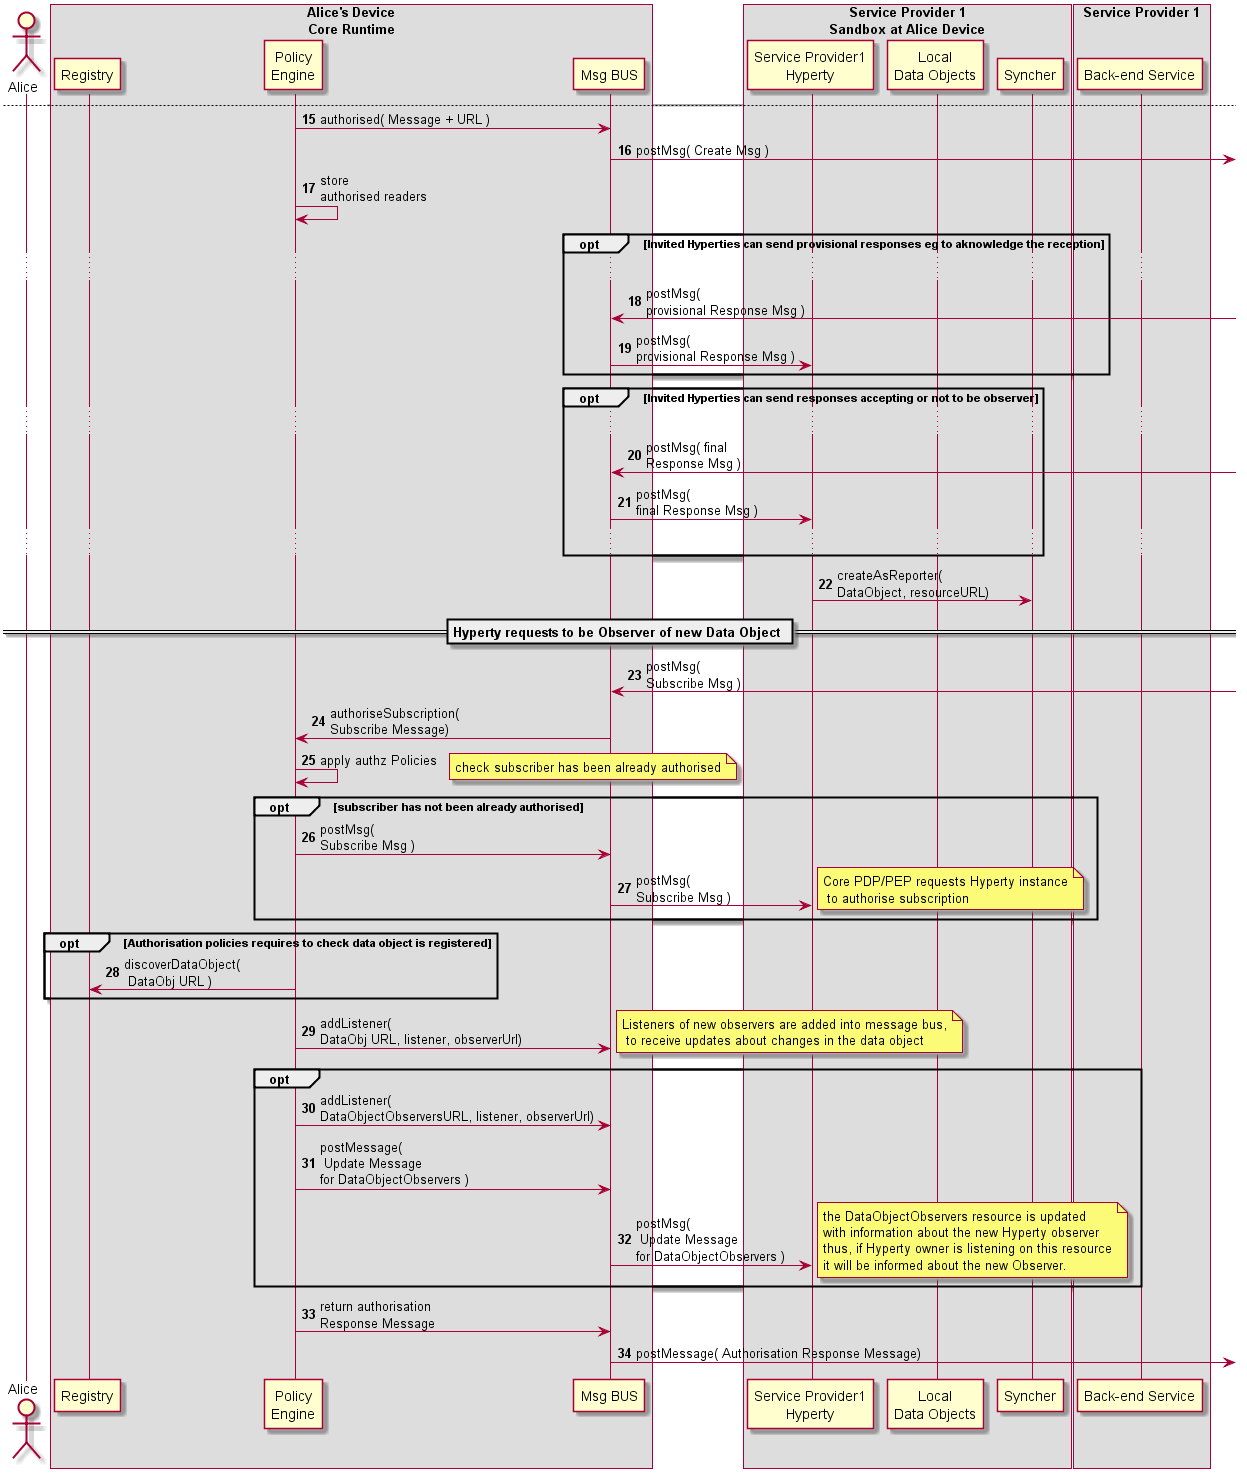 Alice's Device
Core Runtime
Service Provider 1
Sandbox at Alice Device
Service Provider 1
Alice
Registry
Policy
Engine
Msg BUS
Service Provider1
Hyperty
Local
Data Objects
Syncher
Back-end Service
15 authorised( Message + URL )
16 postMsg( Create Msg )
17 store
authorised readers
opt [Invited Hyperties can send provisional responses eg to aknowledge the reception]
18 postMsg(
provisional Response Msg )
19 postMsg(
provisional Response Msg )
opt [Invited Hyperties can send responses accepting or not to be observer]
20 postMsg( final
Response Msg )
21 postMsg(
final Response Msg )
22 createAsReporter(
DataObject, resourceURL)
Hyperty requests to be Observer of new Data Object
23 postMsg(
Subscribe Msg )
24 authoriseSubscription(
Subscribe Message)
25 apply authz Policies
check subscriber has been already authorised
opt [subscriber has not been already authorised]
26 postMsg(
Subscribe Msg )
27 postMsg(
Subscribe Msg )
Core PDP/PEP requests Hyperty instance
to authorise subscription
opt [Authorisation policies requires to check data object is registered]
28 discoverDataObject(
DataObj URL )
29 addListener(
DataObj URL, listener, observerUrl)
Listeners of new observers are added into message bus,
to receive updates about changes in the data object
opt
30 addListener(
DataObjectObserversURL, listener, observerUrl)
31 postMessage(
Update Message
for DataObjectObservers )
32 postMsg(
Update Message
for DataObjectObservers )
the DataObjectObservers resource is updated
with information about the new Hyperty observer
thus, if Hyperty owner is listening on this resource
it will be informed about the new Observer.
33 return authorisation
Response Message
34 postMessage( Authorisation Response Message)
Alice
Registry
Policy
Engine
Msg BUS
Service Provider1
Hyperty
Local
Data Objects
Syncher
Back-end Service